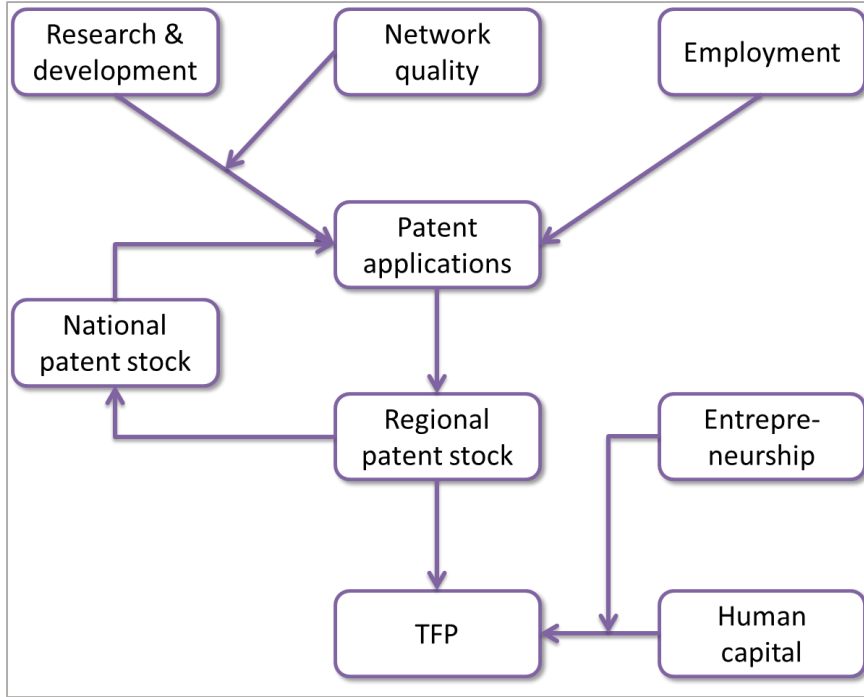 Research &
development
Network
quality
Employment
Patent
applications
National
patent stock
Regional
patent stock
Entrepre-
neurship
TFP
Human
capital